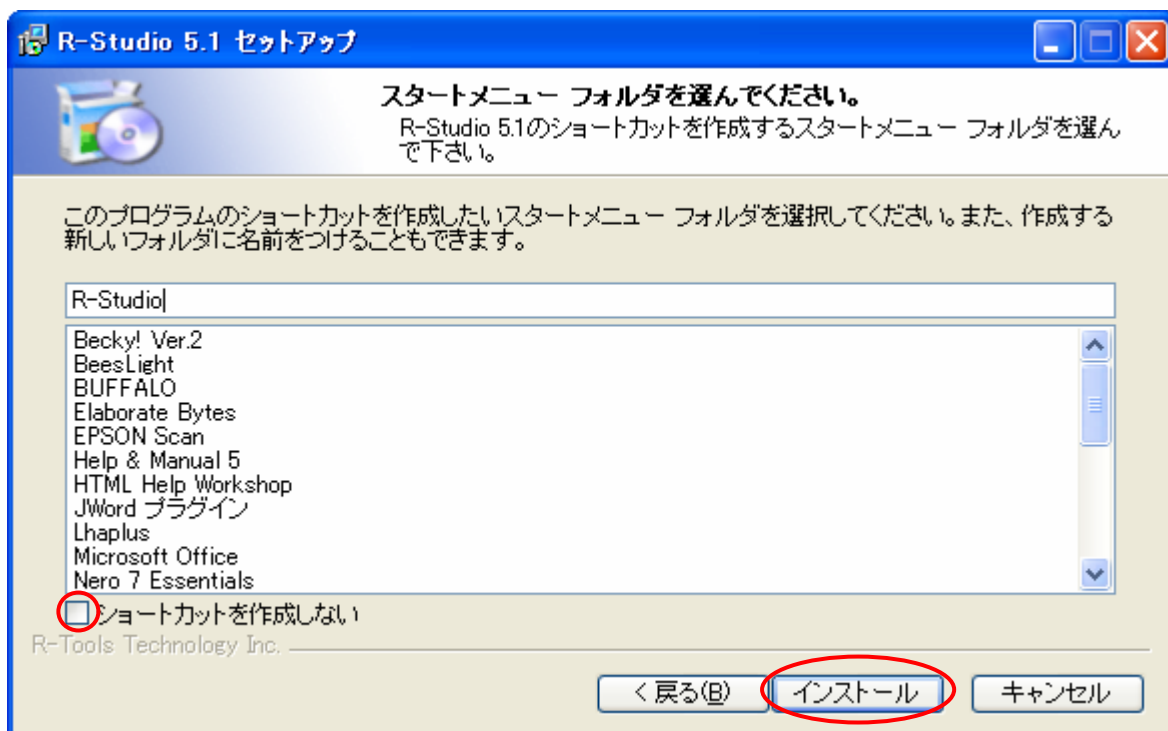 R-Studio 5.1 セットアップ
スタートメニュー フォルダを選んでください。
R-Studio 5.1のショートカットを作成するスタートメニュー フォルダを選ん
で下さい。
このプログラムのショートカットを作成したいスタートメニュー フォルダを選択してください。また、作成する
新しいフォルダに名前をつけることもできます。
R-Studio
Becky! Ver.2
BeesLight
BUFFALO
Elaborate Bytes
EPSON Scan
Help & Manual 5
HTML Help Workshop
JWord プラグイン
Lhaplus
Microsoft Office
Nero 7 Essentials
ショートカットを作成しない
R-Tools Technology Inc.
< 戻る(B) インストール キャンセル